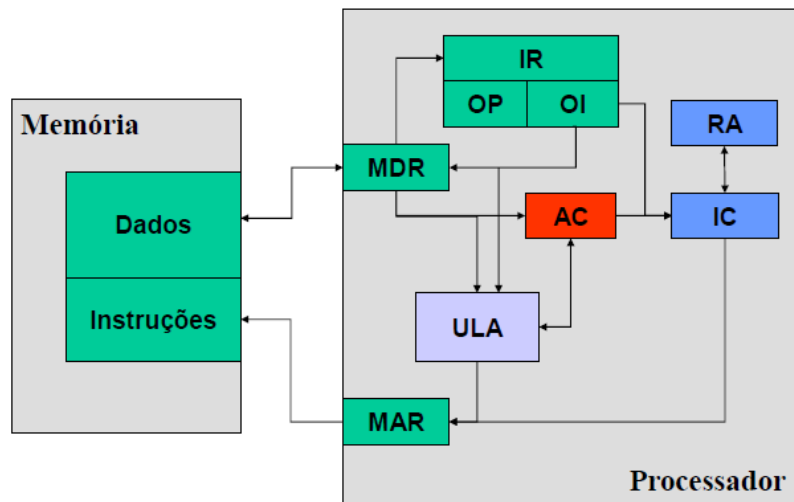 Memória
Dados
Instruções
IR
OP
OI
RA
MDR
AC
IC
ULA
MAR
Processador